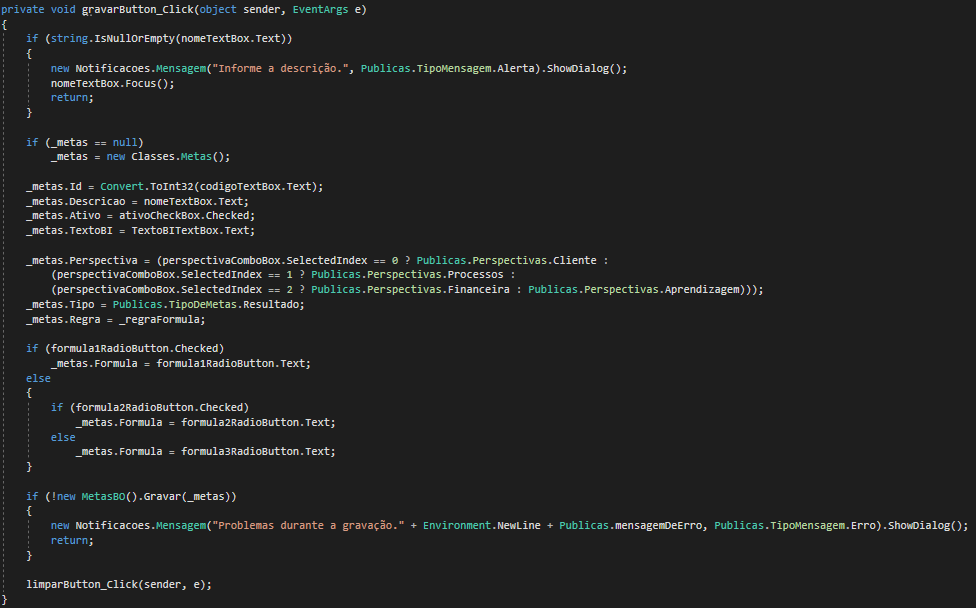 private void gravarButton_Click(object sender, EventArgs e)
{
    if (string.IsNullOrEmpty(nomeTextBox.Text))
    {
        new Notificacoes.Mensagem("Informe a descrição.", Publicas.TipoMensagem.Alerta).ShowDialog();
        nomeTextBox.Focus();
        return;
    }

    if (_metas == null)
        _metas = new Classes.Metas();

    _metas.Id = Convert.ToInt32(codigoTextBox.Text);
    _metas.Descricao = nomeTextBox.Text;
    _metas.Ativo = ativoCheckBox.Checked;
    _metas.TextoBI = TextoBITextBox.Text;

    _metas.Perspectiva = (perspectivaComboBox.SelectedIndex == 0 ? Publicas.Perspectivas.Cliente :
        (perspectivaComboBox.SelectedIndex == 1 ? Publicas.Perspectivas.Processos :
        (perspectivaComboBox.SelectedIndex == 2 ? Publicas.Perspectivas.Financeira : Publicas.Perspectivas.Aprendizagem)));
    _metas.Tipo = Publicas.TipoDeMetas.Resultado;
    _metas.Regra = _regraFormula;

    if (formula1RadioButton.Checked)
        _metas.Formula = formula1RadioButton.Text;
    else
    {
        if (formula2RadioButton.Checked)
            _metas.Formula = formula2RadioButton.Text;
        else
            _metas.Formula = formula3RadioButton.Text;
    }

    if (!new MetasBO().Gravar(_metas))
    {
        new Notificacoes.Mensagem("Problemas durante a gravação." + Environment.NewLine + Publicas.mensagemDeErro, Publicas.TipoMensagem.Erro).ShowDialog();
        return;
    }

    limparButton_Click(sender, e);
}